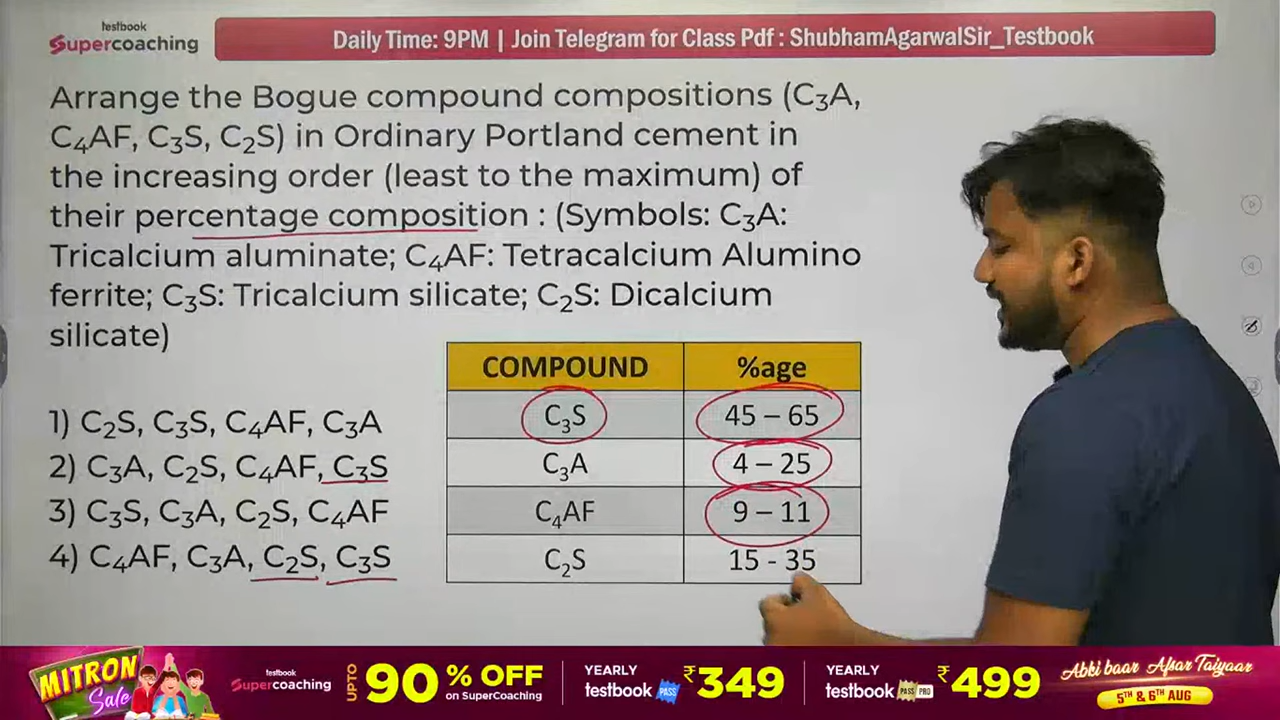 testbook
Supercoaching
Daily Time: 9PM | Join Telegram for Class Pdf : ShubhamAgarwalSir_Testbook
Arrange the Bogue compound compositions (C₃A,
C₄AF, C₃S, C₂S) in Ordinary Portland cement in
the increasing order (least to the maximum) of
their percentage composition : (Symbols: C₃A:
Tricalcium aluminate; C₄AF: Tetracalcium Alumino
ferrite; C₃S: Tricalcium silicate; C₂S: Dicalcium
silicate)
1) C₂S, C₃S, C₄AF, C₃A
2) C₃A, C₂S, C₄AF, C₃S
3) C₃S, C₃A, C₂S, C₄AF
4) C₄AF, C₃A, C₂S, C₃S
COMPOUND %age
C₃S 45 – 65
C₃A 4 – 25
C₄AF 9 – 11
C₂S 15 - 35
MITRON
Sale
testbook
Supercoaching
UPTO 90 % OFF
on SuperCoaching
YEARLY
testbook PASS
₹349
YEARLY
testbook PASS PRO
₹499
Abki baar Afsar Taiyaar
5TH & 6TH AUG